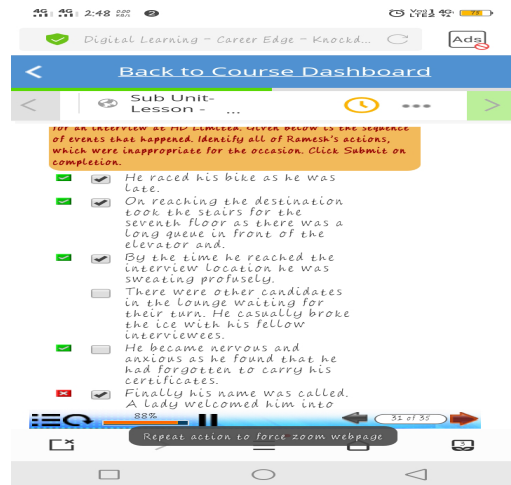 4G 4G 2:48
Digital Learning - Career Edge - Knockd...
Ads
Back to Course Dashboard
Sub Unit-
Lesson - ...
for an interview at HP Limited. Given below is the sequence
of events that happened. Identify all of Ramesh's actions,
which were inappropriate for the occasion. Click Submit on
completion.
He raced his bike as he was
late.
On reaching the destination
took the stairs for the
seventh floor as there was a
long queue in front of the
elevator and.
By the time he reached the
interview location he was
sweating profusely.
There were other candidates
in the lounge waiting for
their turn. He casually broke
the ice with his fellow
interviewees.
He became nervous and
anxious as he found that he
had forgotten to carry his
certificates.
Finally his name was called.
A lady welcomed him into
88%
31 of 35
Repeat action to force zoom webpage